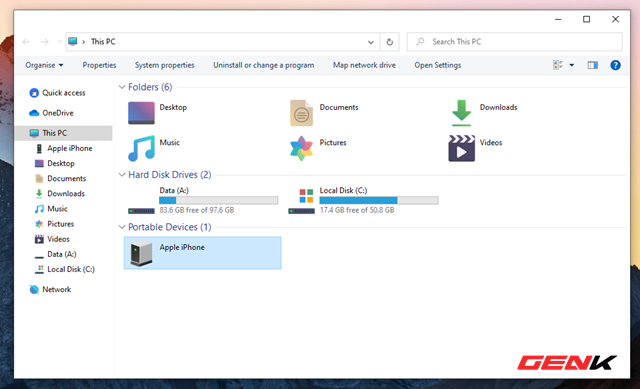 This PC
Search This PC
Organise
Properties
System properties
Uninstall or change a program
Map network drive
Open Settings
Quick access
OneDrive
This PC
Apple iPhone
Desktop
Documents
Downloads
Music
Pictures
Videos
Data (A:)
Local Disk (C:)
Network
Folders (6)
Desktop
Documents
Downloads
Music
Pictures
Videos
Hard Disk Drives (2)
Data (A:)
83.6 GB free of 97.6 GB
Local Disk (C:)
17.4 GB free of 50.8 GB
Portable Devices (1)
Apple iPhone
GENK